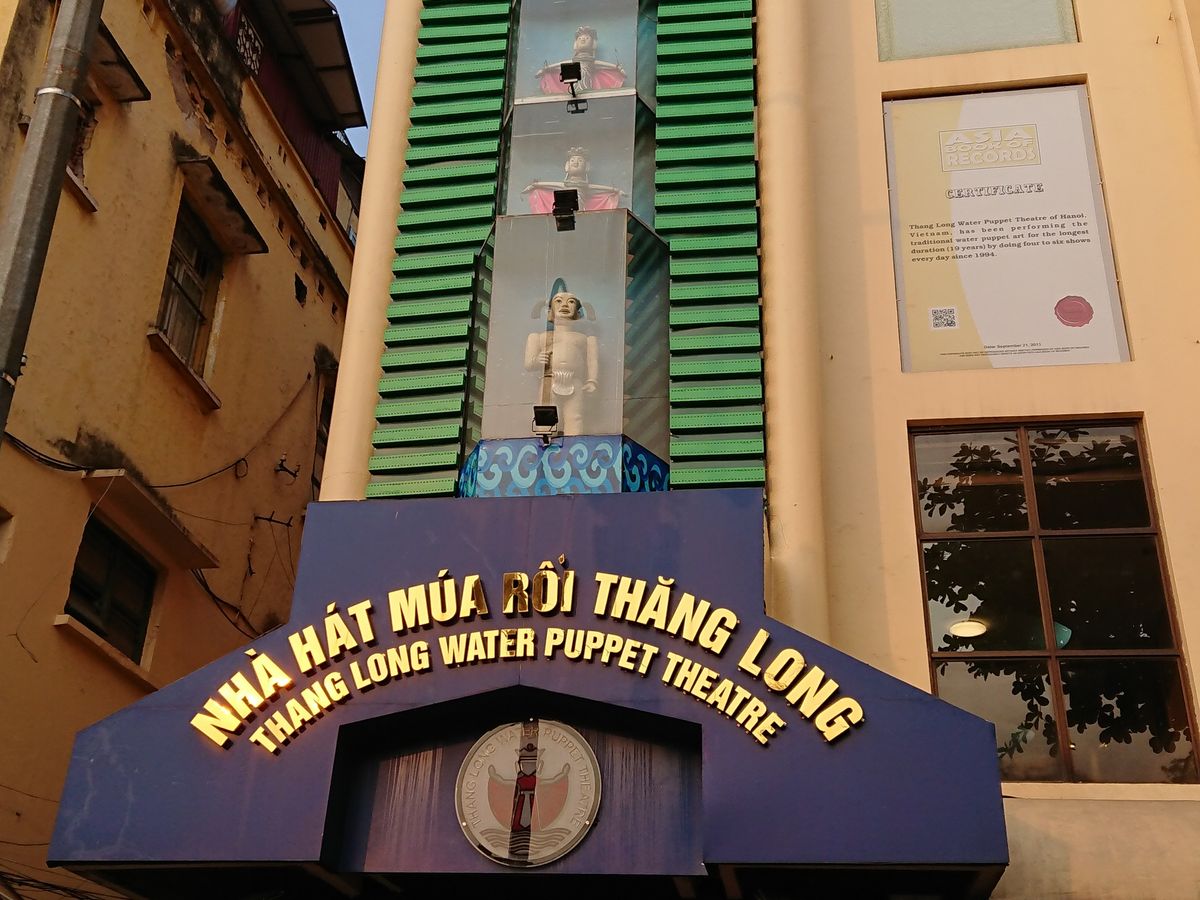 ASIA
BOOK OF
RECORDS
CERTIFICATE
Thang Long Water Puppet Theatre of Hanoi,
Vietnam, has been performing the
traditional water puppet art for the longest
duration (19 years) by doing four to six shows
every day since 1994.
NHÀ HÁT MÚA RỐI THĂNG LONG
THANG LONG WATER PUPPET THEATRE
THANG LONG WATER PUPPET THEATRE